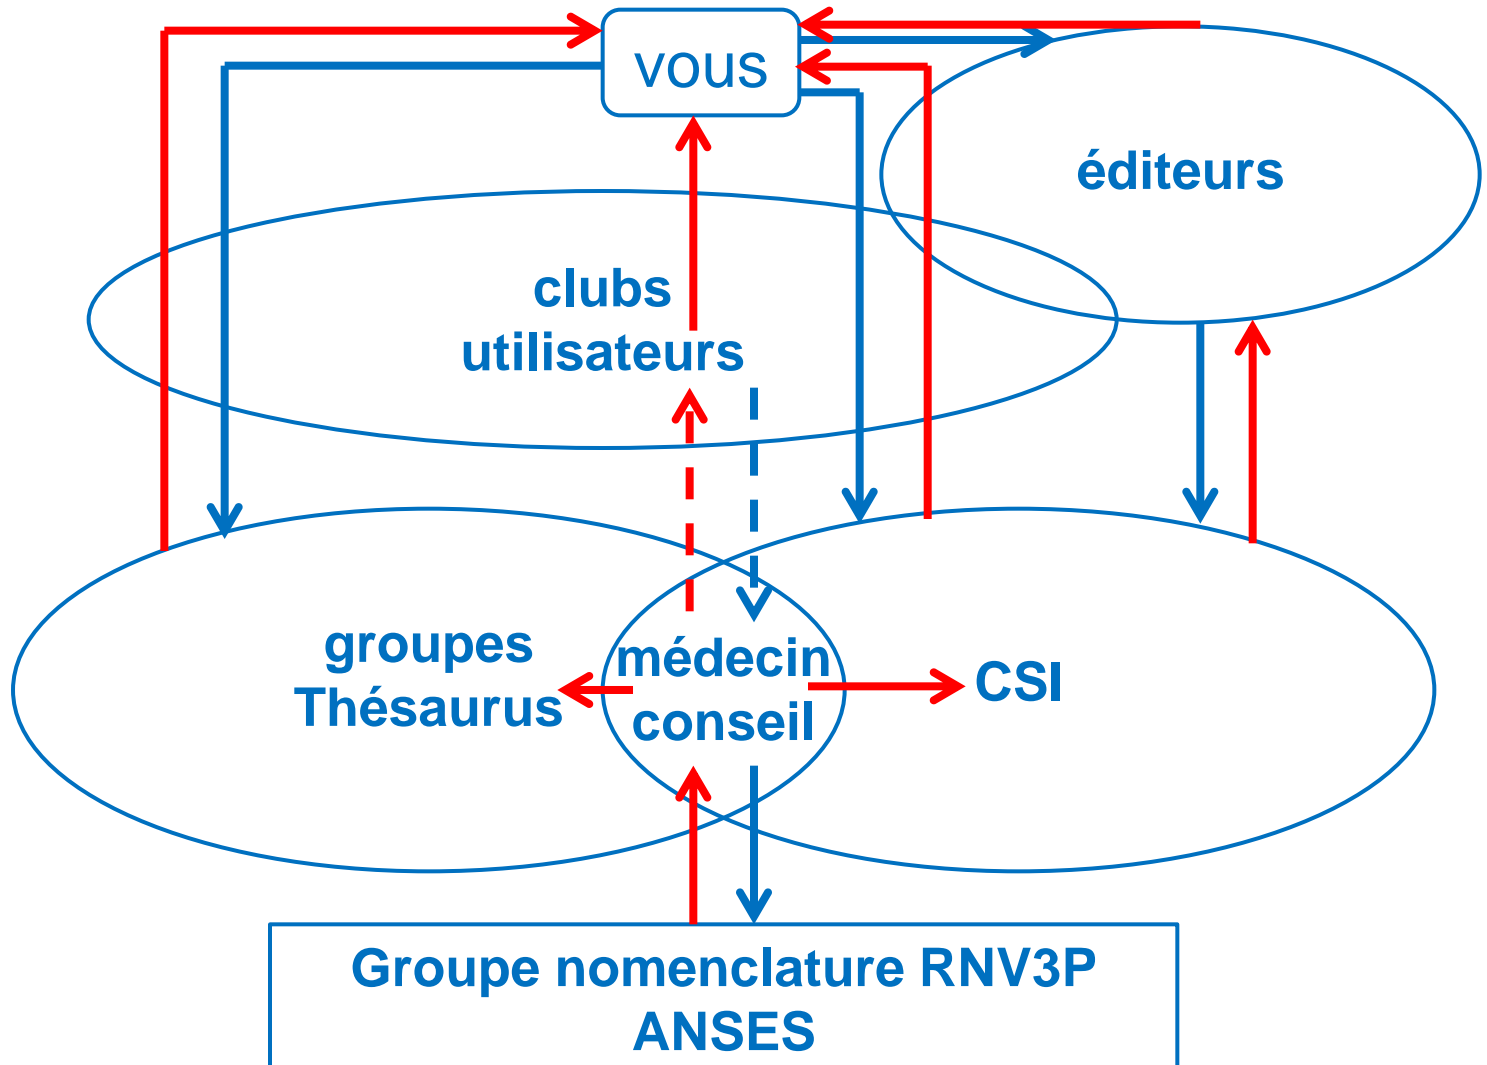 vous
éditeurs
clubs
utilisateurs
groupes
Thésaurus
médecin
conseil
CSI
Groupe nomenclature RNV3P
ANSES